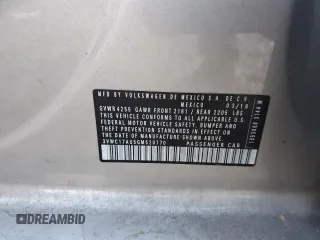 MFD BY VOLKSWAGEN DE MEXICO S.A. DE C.V.
MEXICO 03/16
GVWR 4255 GAWR FRONT 2161 / REAR 2205 LBS
THIS VEHICLE CONFORMS TO ALL APPLICABLE U.S.
FEDERAL MOTOR VEHICLE SAFETY, BUMPER, AND
THEFT PREVENTION STANDARDS IN EFFECT ON THE
DATE OF MANUFACTURE SHOWN ABOVE.
PASSENGER CAR
DREAMBID